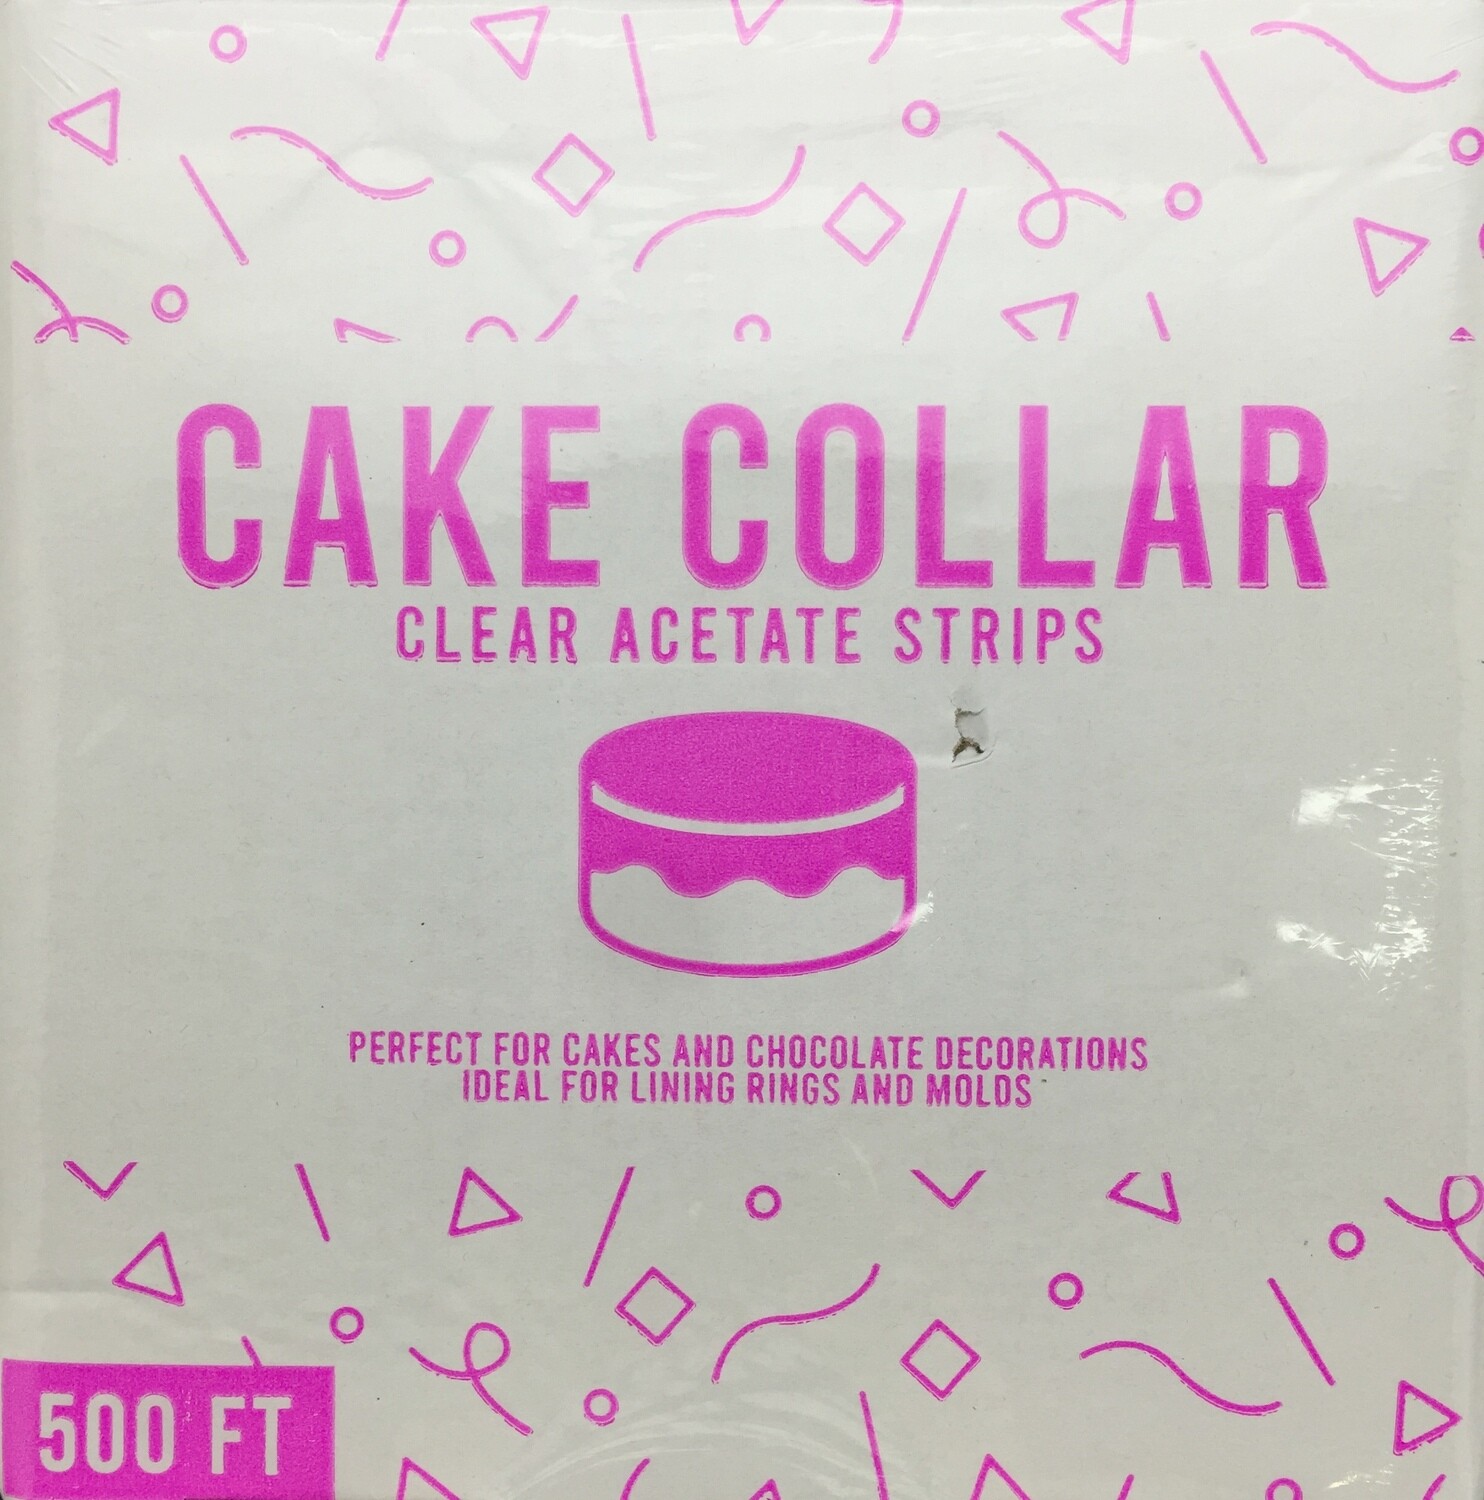 CAKE COLLAR
CLEAR ACETATE STRIPS
PERFECT FOR CAKES AND CHOCOLATE DECORATIONS
IDEAL FOR LINING RINGS AND MOLDS
500 FT